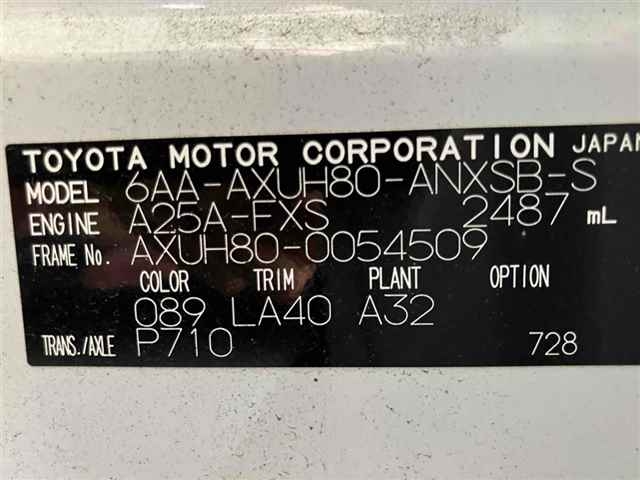 TOYOTA MOTOR CORPORATION JAPAN
MODEL 6AA-AXUH80-ANXSB-S
ENGINE A25A-FXS 2487 mL
FRAME No. AXUH80-0054509
COLOR TRIM PLANT OPTION
089 LA40 A32
TRANS./AXLE P710 728